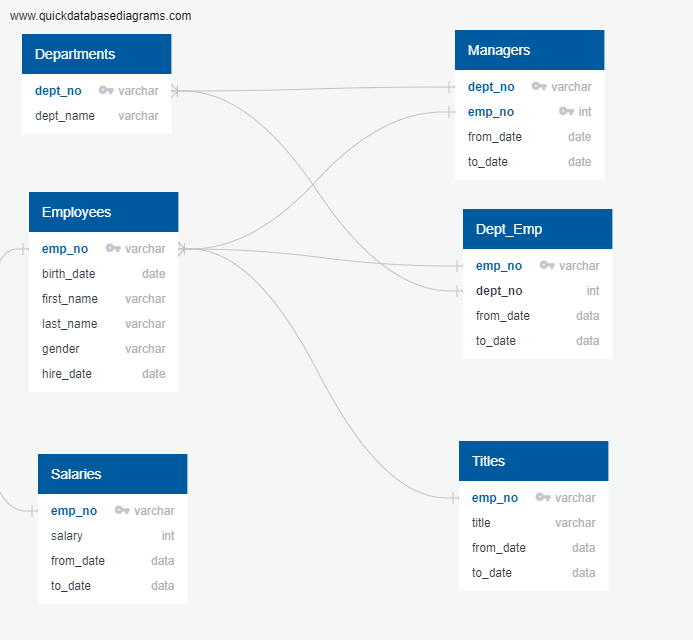 www.quickdatabasediagrams.com
Departments
dept_no varchar
dept_name varchar
Managers
dept_no varchar
emp_no int
from_date date
to_date date
Employees
emp_no varchar
birth_date date
first_name varchar
last_name varchar
gender varchar
hire_date date
Dept_Emp
emp_no varchar
dept_no int
from_date data
to_date data
Salaries
emp_no varchar
salary int
from_date data
to_date data
Titles
emp_no varchar
title varchar
from_date data
to_date data